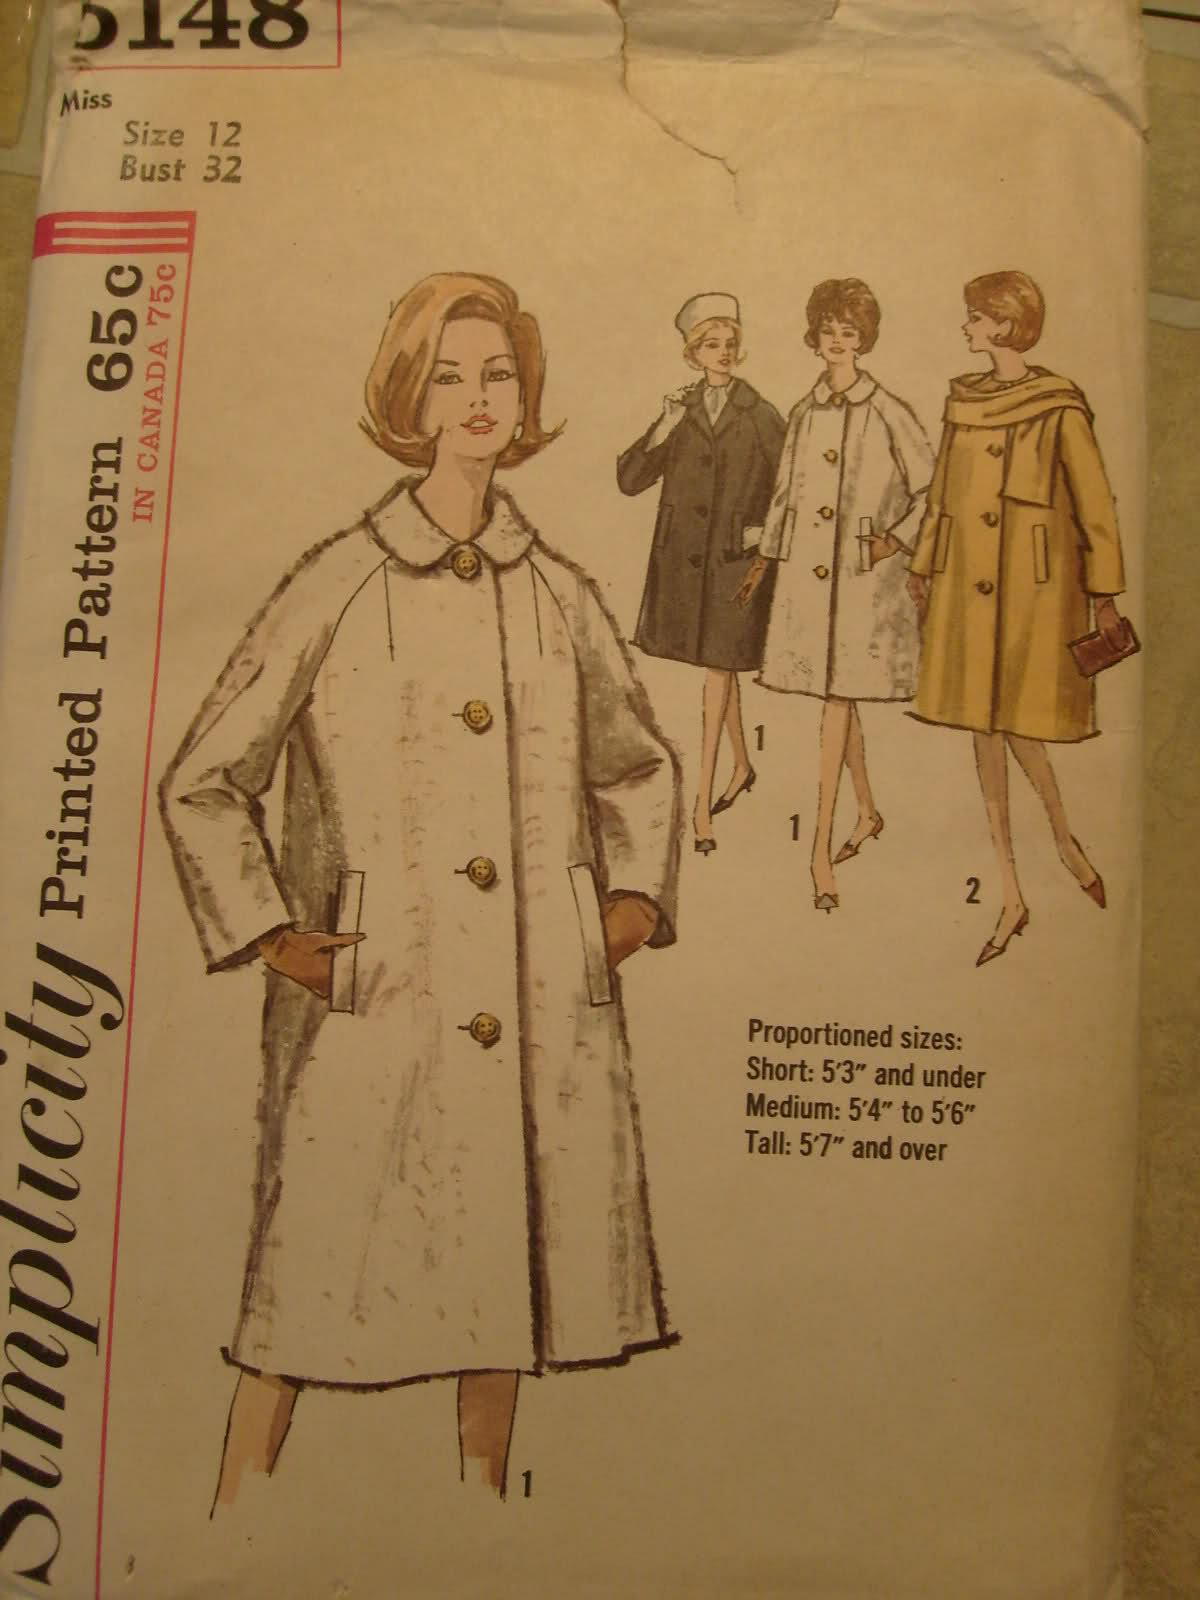 5148
Miss
Size 12
Bust 32
Simplicity Printed Pattern 65c
IN CANADA 75c
1
1
2
Proportioned sizes:
Short: 5'3" and under
Medium: 5'4" to 5'6"
Tall: 5'7" and over
1